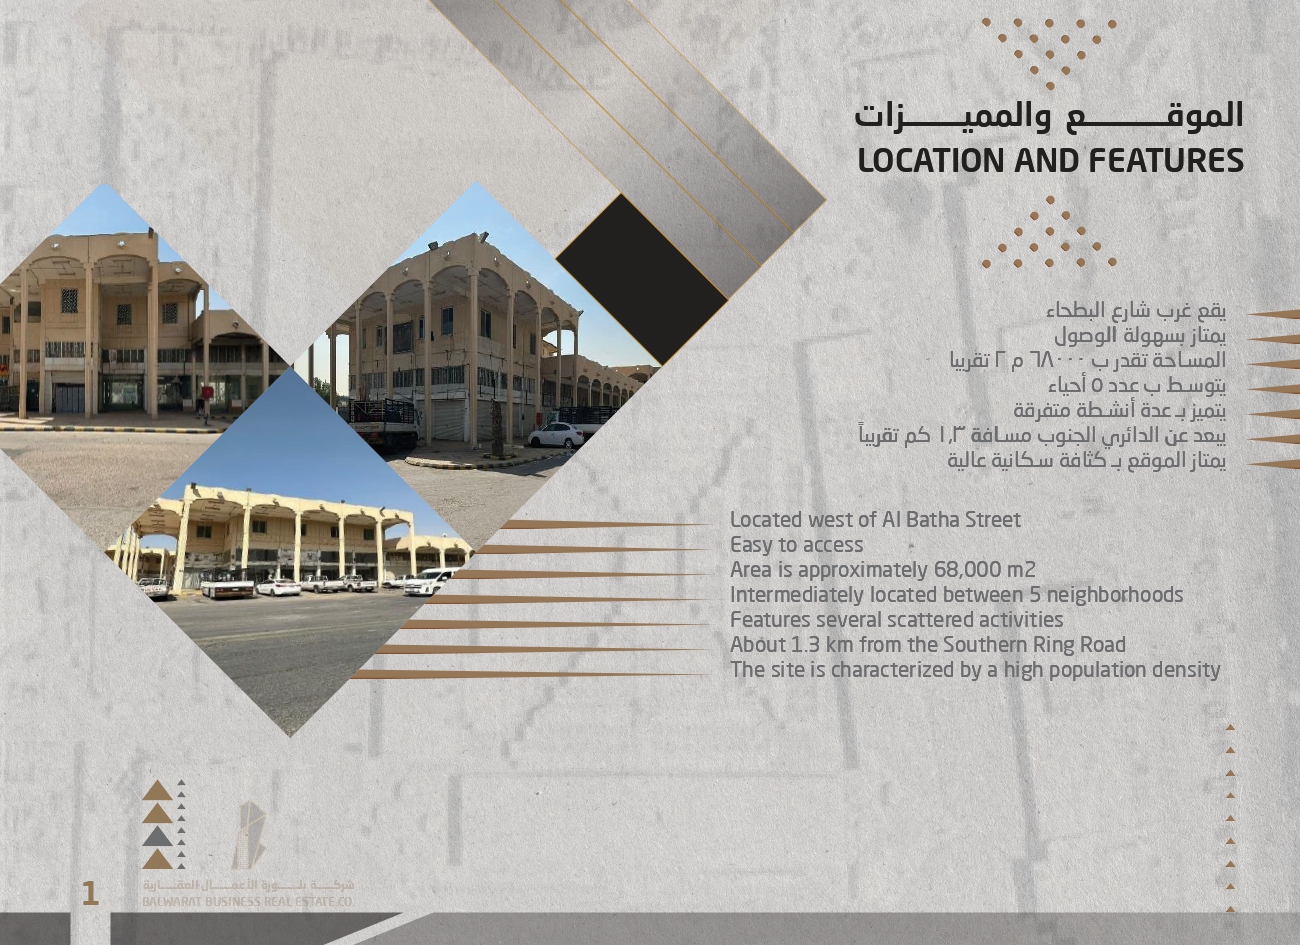 الموقع والمميزات
LOCATION AND FEATURES
يقع غرب شارع البطحاء
يمتاز بسهولة الوصول
المساحة تقدر ب ٦٨٠٠٠ م ٢ تقريبا
يتوسط ب عدد ٥ أحياء
يتميز بـ عدة أنشطة متفرقة
يبعد عن الدائري الجنوب مسافة ١,٣ كم تقريباً
يمتاز الموقع بـ كثافة سكانية عالية
Located west of Al Batha Street
Easy to access
Area is approximately 68,000 m2
Intermediately located between 5 neighborhoods
Features several scattered activities
About 1.3 km from the Southern Ring Road
The site is characterized by a high population density
شركة بلورة الأعمال العقارية
BALWARAT BUSINESS REAL ESTATE.CO.
1